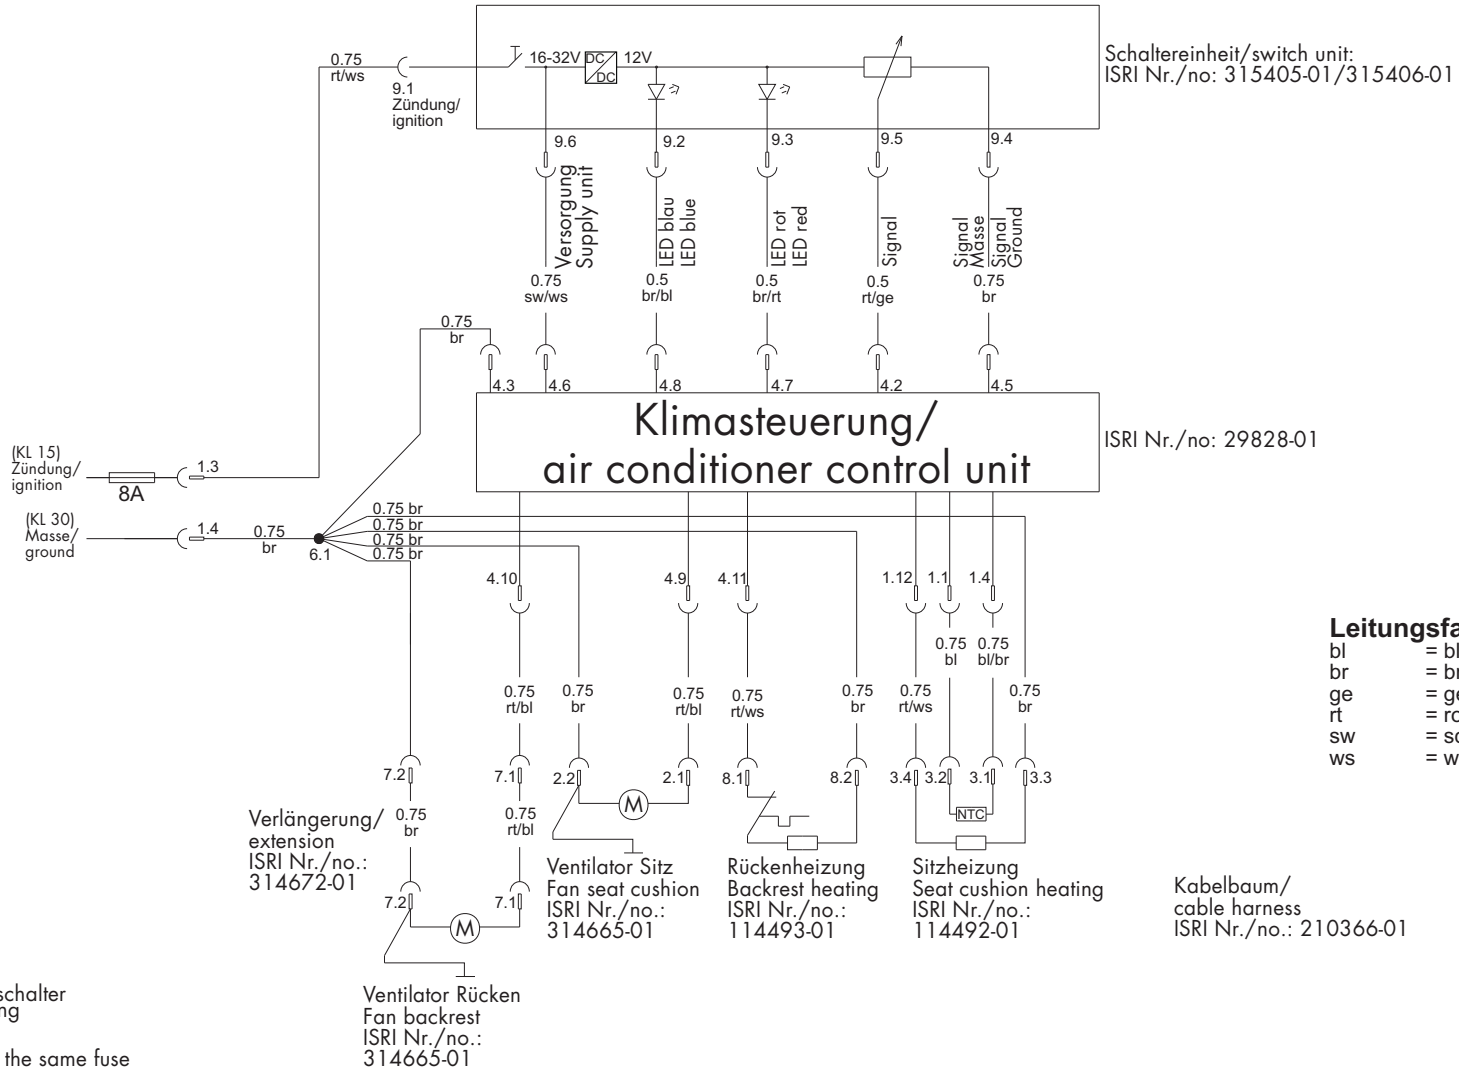 0.75
rt/ws
9.1
Zündung/
ignition
16-32V
DC
DC
12V
Schaltereinheit/switch unit:
ISRI Nr./no: 315405-01/315406-01
9.6
9.2
9.3
9.5
9.4
Versorgung
Supply unit
LED blau
LED blue
LED rot
LED red
Signal
Signal
Masse
Signal
Ground
0.75
sw/ws
0.5
br/bl
0.5
br/rt
0.5
rt/ge
0.75
br
0.75
br
4.3
4.6
4.8
4.7
4.2
4.5
Klimasteuerung/
air conditioner control unit
ISRI Nr./no: 29828-01
(KL 15)
Zündung/
ignition
8A
1.3
(KL 30)
Masse/
ground
1.4
0.75
br
6.1
0.75 br
0.75 br
0.75 br
0.75 br
4.10
4.9
4.11
1.12
1.1
1.4
0.75
bl
0.75
bl/br
0.75
rt/bl
0.75
br
0.75
rt/bl
0.75
rt/ws
0.75
br
0.75
rt/ws
0.75
br
7.2
7.1
2.2
2.1
8.1
8.2
3.4
3.2
3.1
3.3
M
NTC
Verlängerung/
extension
ISRI Nr./no.:
314672-01
0.75
br
0.75
rt/bl
7.2
7.1
M
Ventilator Sitz
Fan seat cushion
ISRI Nr./no.:
314665-01
Rückenheizung
Backrest heating
ISRI Nr./no.:
114493-01
Sitzheizung
Seat cushion heating
ISRI Nr./no.:
114492-01
Kabelbaum/
cable harness
ISRI Nr./no.: 210366-01
Ventilator Rücken
Fan backrest
ISRI Nr./no.:
314665-01
schalter
the same fuse
bl =
br =
ge =
rt =
sw =
ws =